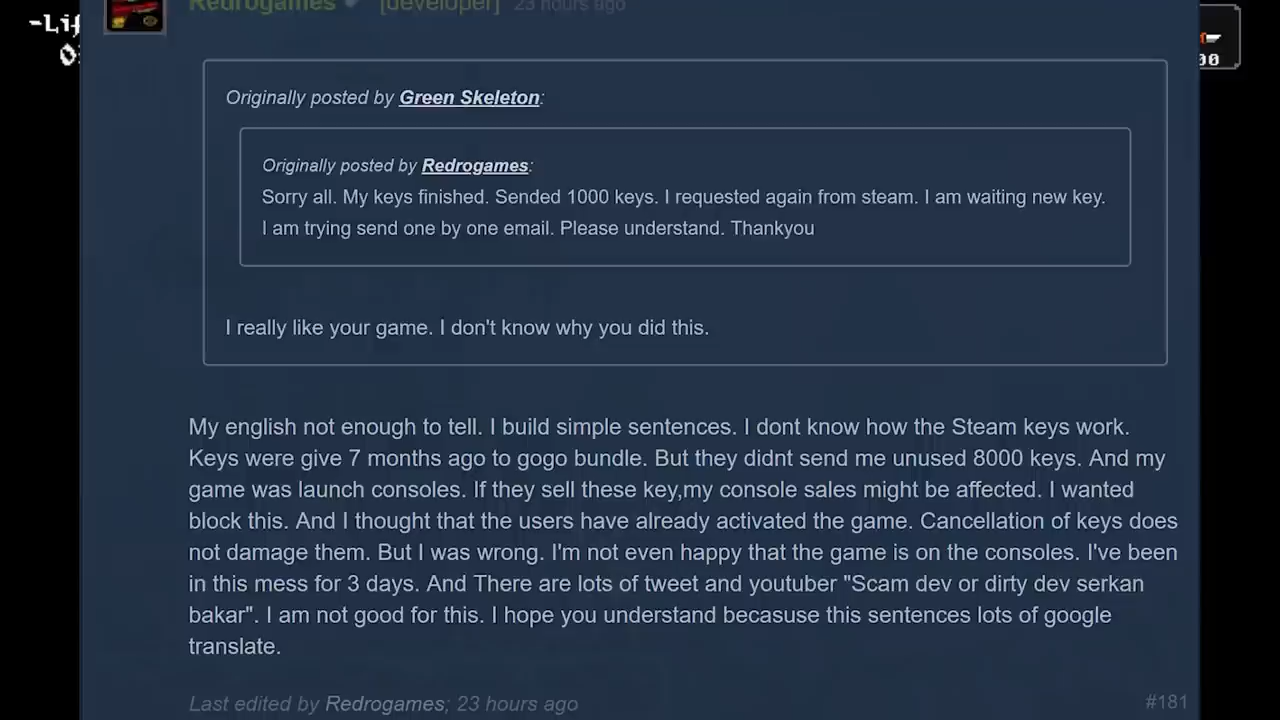 Redrogames [developer] 23 hours ago
-Lif
0
00
Originally posted by Green Skeleton:
Originally posted by Redrogames:
Sorry all. My keys finished. Sended 1000 keys. I requested again from steam. I am waiting new key.
I am trying send one by one email. Please understand. Thankyou
I really like your game. I don't know why you did this.
My english not enough to tell. I build simple sentences. I dont know how the Steam keys work.
Keys were give 7 months ago to gogo bundle. But they didnt send me unused 8000 keys. And my
game was launch consoles. If they sell these key,my console sales might be affected. I wanted
block this. And I thought that the users have already activated the game. Cancellation of keys does
not damage them. But I was wrong. I'm not even happy that the game is on the consoles. I've been
in this mess for 3 days. And There are lots of tweet and youtuber "Scam dev or dirty dev serkan
bakar". I am not good for this. I hope you understand becasuse this sentences lots of google
translate.
Last edited by Redrogames; 23 hours ago
#181